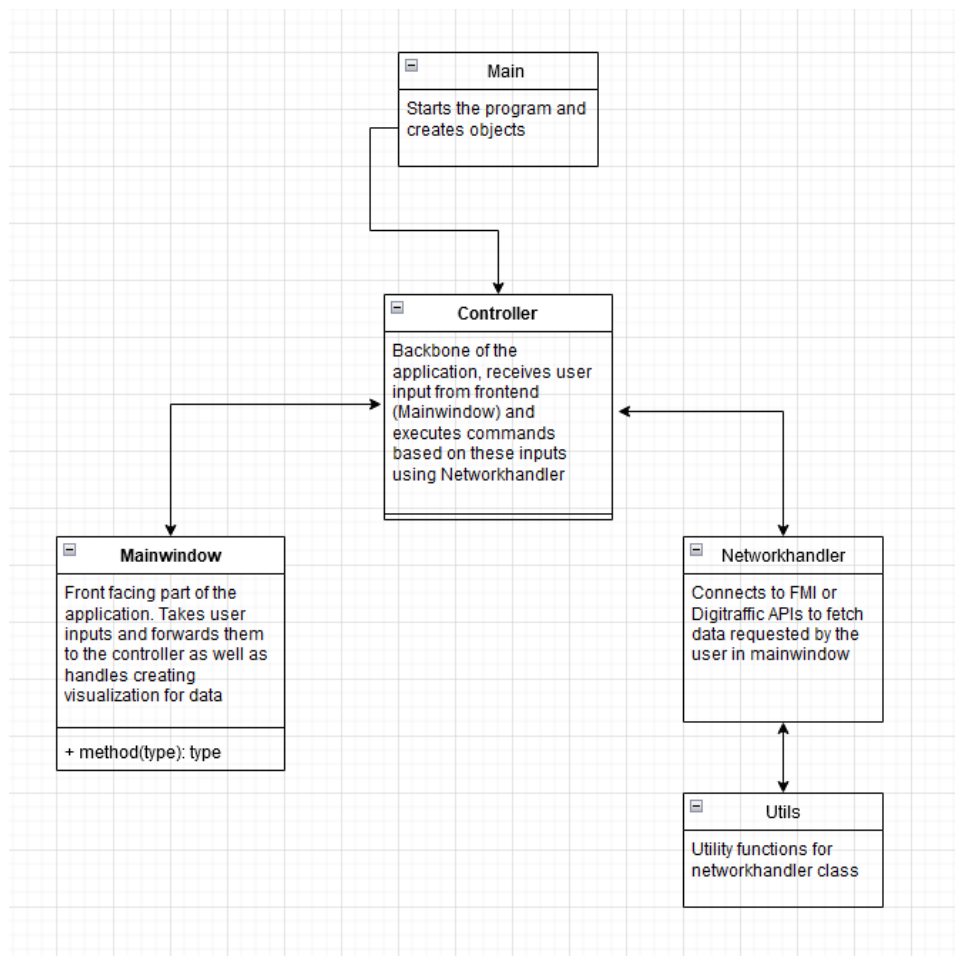 Main
Starts the program and
creates objects
Controller
Backbone of the
application, receives user
input from frontend
(Mainwindow) and
executes commands
based on these inputs
using Networkhandler
Mainwindow
Front facing part of the
application. Takes user
inputs and forwards them
to the controller as well as
handles creating
visualization for data
+ method(type): type
Networkhandler
Connects to FMI or
Digitraffic APIs to fetch
data requested by the
user in mainwindow
Utils
Utility functions for
networkhandler class